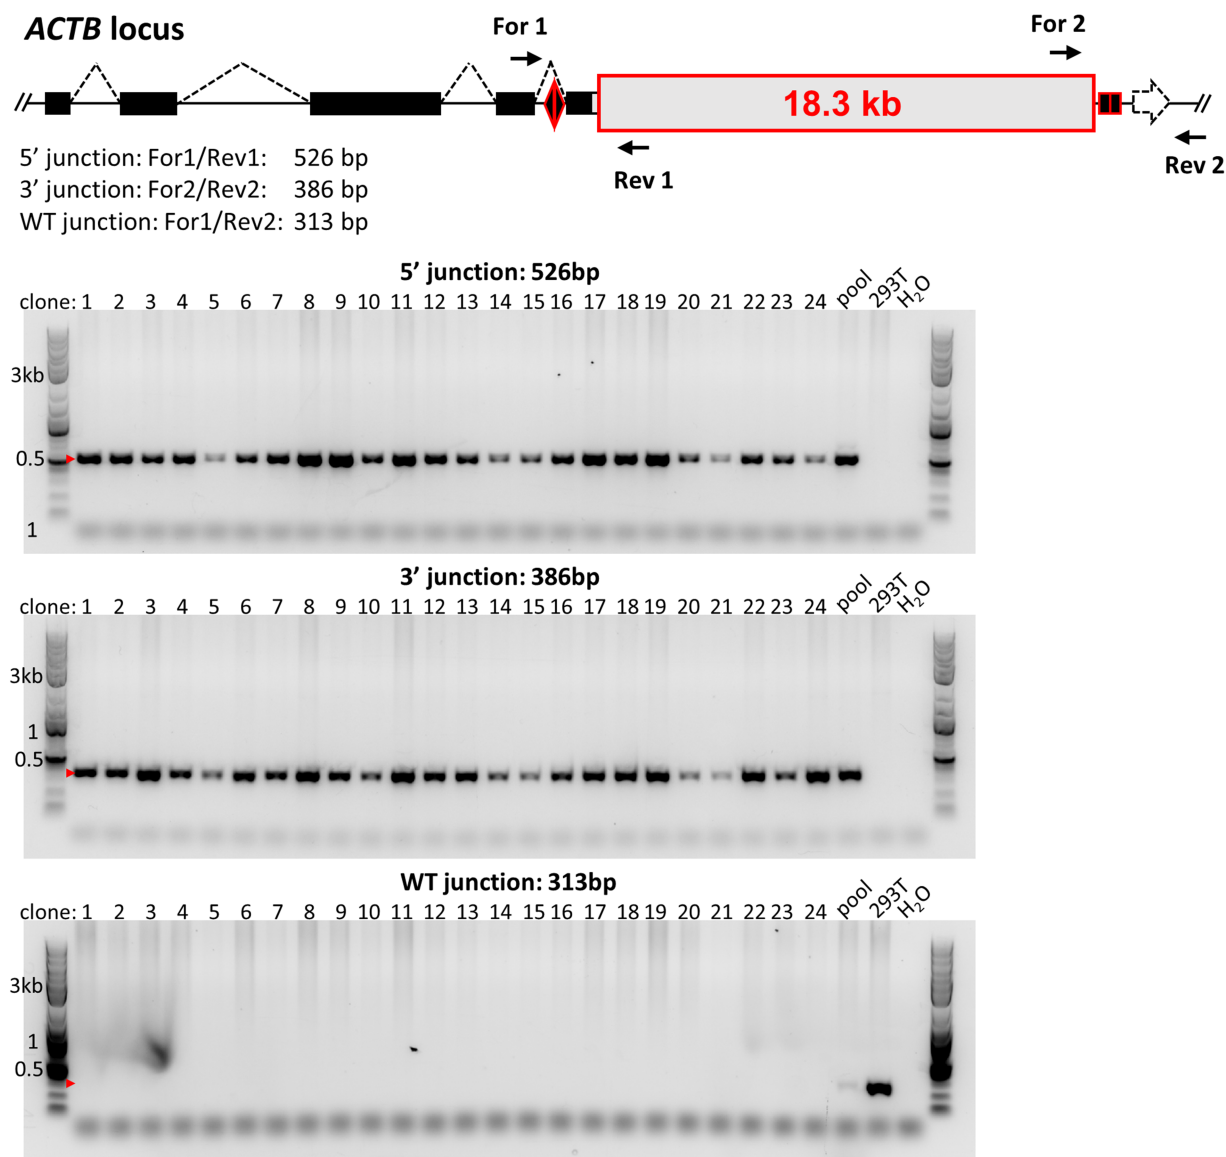 ACTB locus
For 1
For 2
18.3 kb
Rev 1
Rev 2
5’ junction: For1/Rev1: 526 bp
3’ junction: For2/Rev2: 386 bp
WT junction: For1/Rev2: 313 bp
5’ junction: 526bp
clone: 1 2 3 4 5 6 7 8 9 10 11 12 13 14 15 16 17 18 19 20 21 22 23 24 pool 293T H₂O
3kb
0.5
1
3’ junction: 386bp
clone: 1 2 3 4 5 6 7 8 9 10 11 12 13 14 15 16 17 18 19 20 21 22 23 24 pool 293T H₂O
3kb
1
0.5
WT junction: 313bp
clone: 1 2 3 4 5 6 7 8 9 10 11 12 13 14 15 16 17 18 19 20 21 22 23 24 pool 293T H₂O
3kb
1
0.5